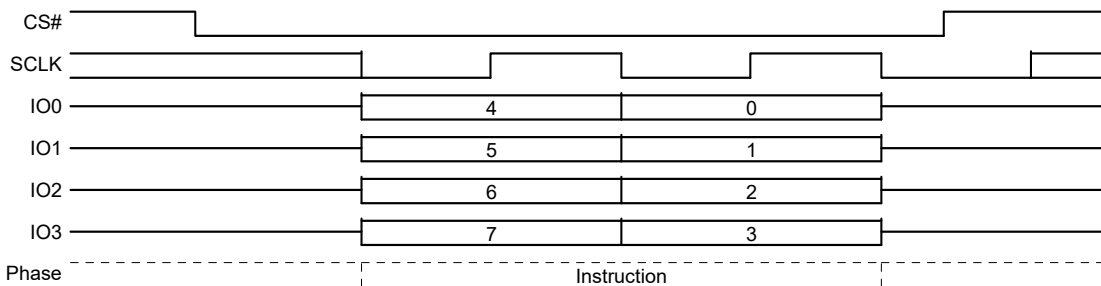 CS#
SCLK
IO0 4 0
IO1 5 1
IO2 6 2
IO3 7 3
Phase Instruction